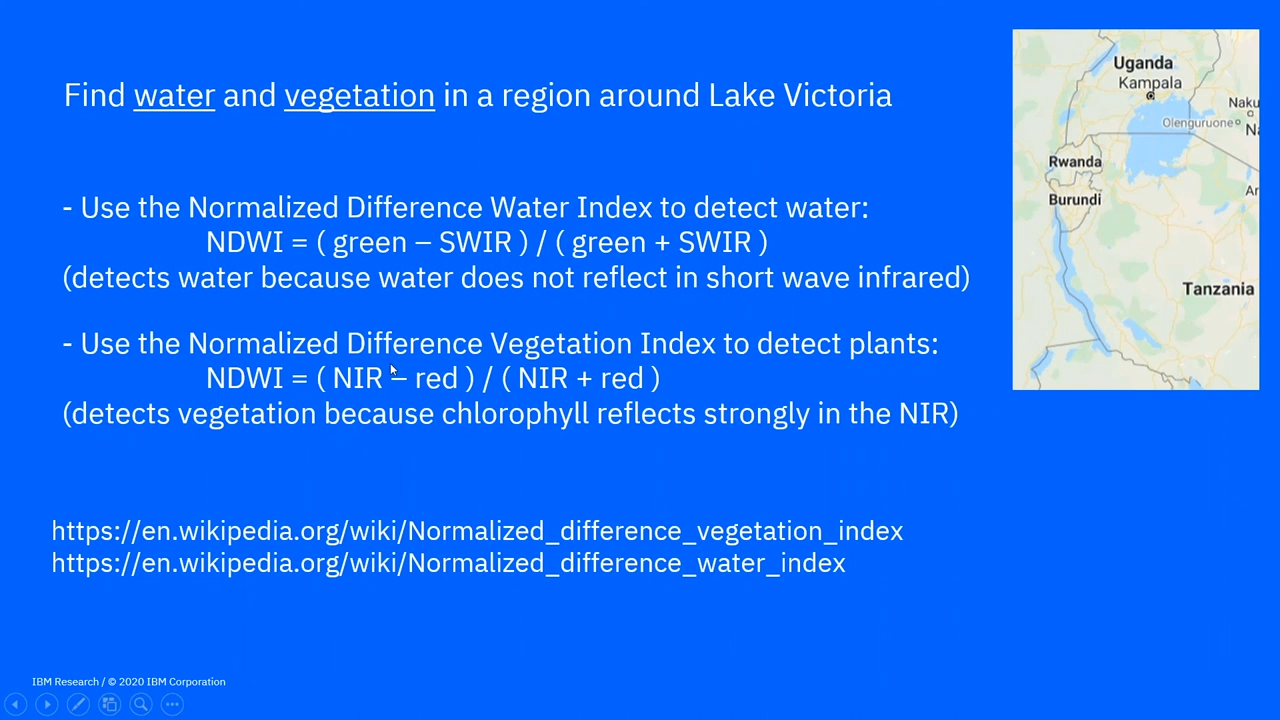 Find water and vegetation in a region around Lake Victoria
- Use the Normalized Difference Water Index to detect water:
NDWI = ( green – SWIR ) / ( green + SWIR )
(detects water because water does not reflect in short wave infrared)
- Use the Normalized Difference Vegetation Index to detect plants:
NDWI = ( NIR – red ) / ( NIR + red )
(detects vegetation because chlorophyll reflects strongly in the NIR)
https://en.wikipedia.org/wiki/Normalized_difference_vegetation_index
https://en.wikipedia.org/wiki/Normalized_difference_water_index
IBM Research / © 2020 IBM Corporation
Uganda
Kampala
Naku
Olenguruone
Na
Rwanda
Ar
Burundi
Tanzania